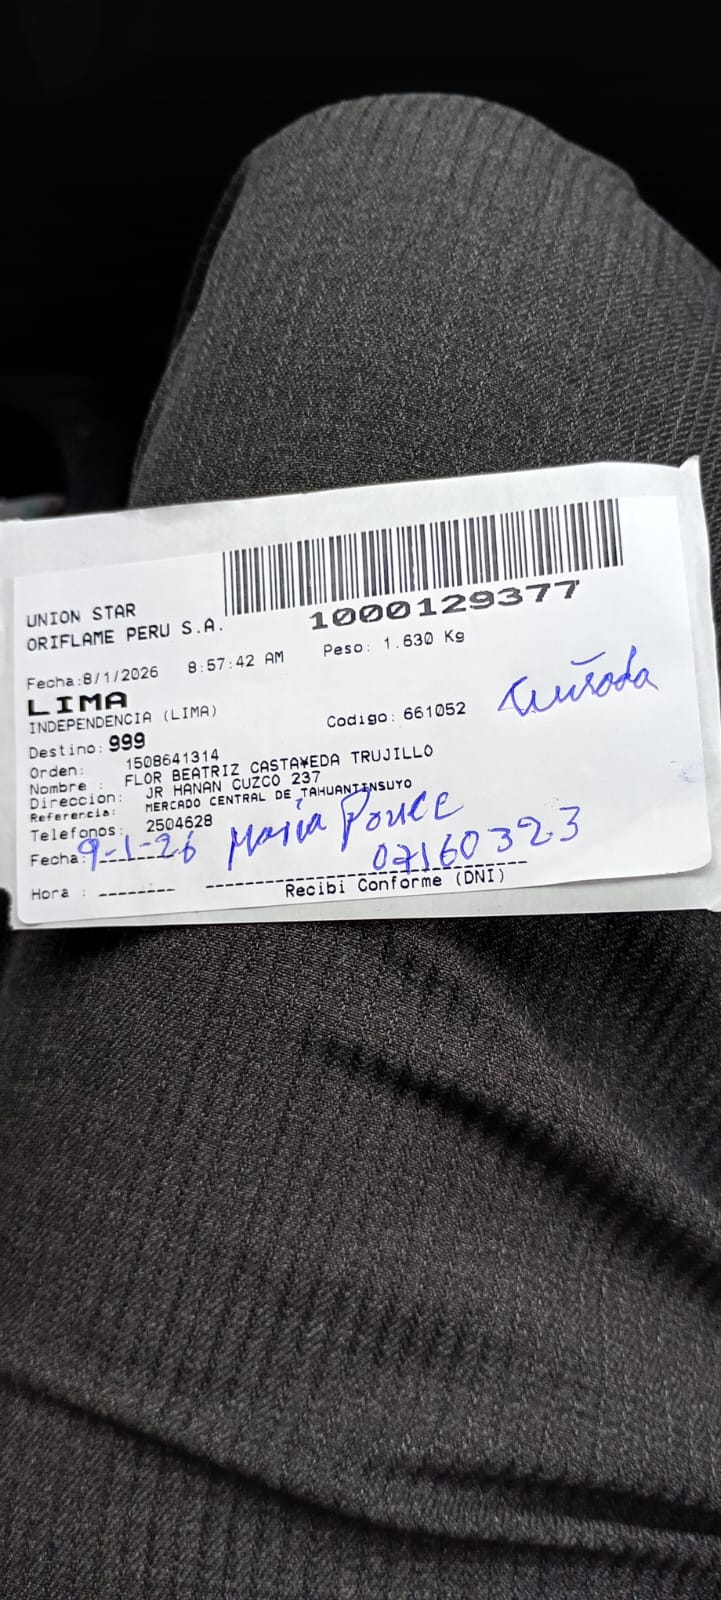 1000129377
UNION STAR
ORIFLAME PERU S.A.
Fecha:8/1/2026 8:57:42 AM Peso: 1.630 Kg
LIMA
INDEPENDENCIA (LIMA) Codigo: 661052
Destino: 999
Orden: 1508641314
Nombre : FLOR BEATRIZ CASTA¥EDA TRUJILLO
Direccion: JR HANAN CUZCO 237
Referencia: MERCADO CENTRAL DE TAHUANTINSUYO
Telefonos: 2504628
Fecha: 9-1-26 María Ponce
07160323
Hora :
Recibi Conforme (DNI)